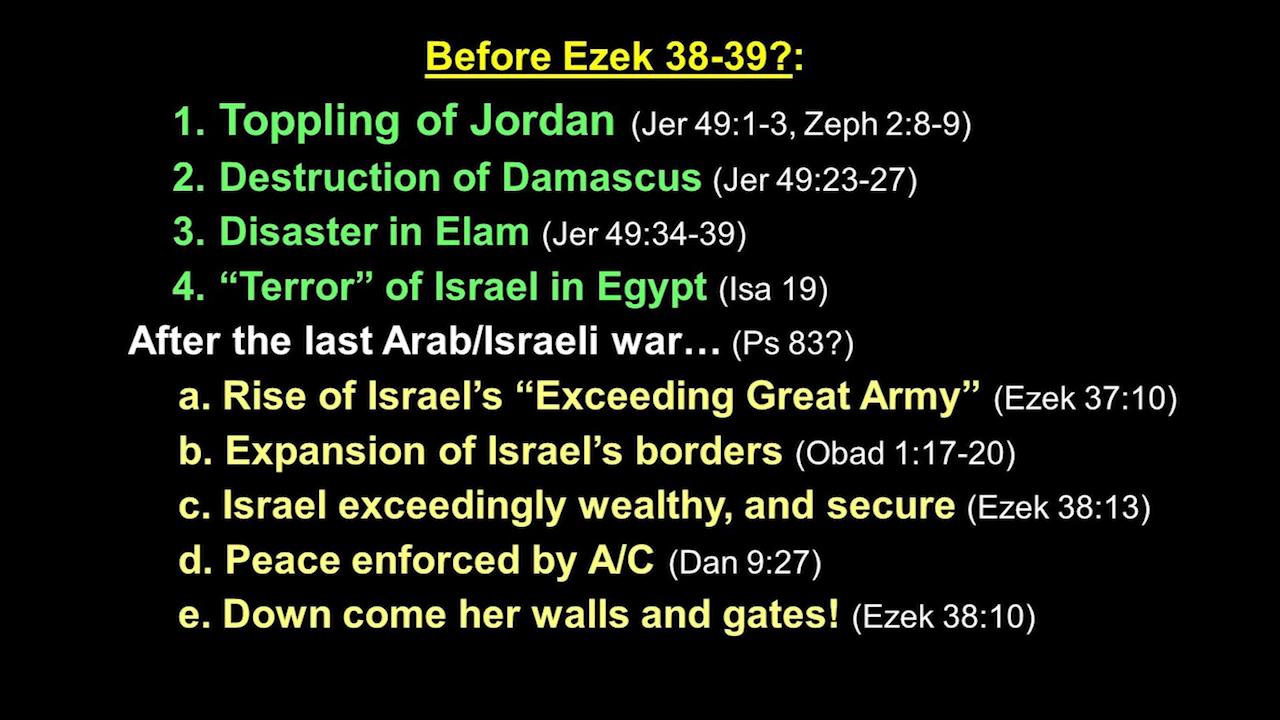 Before Ezek 38-39?:
1. Toppling of Jordan (Jer 49:1-3, Zeph 2:8-9)
2. Destruction of Damascus (Jer 49:23-27)
3. Disaster in Elam (Jer 49:34-39)
4. “Terror” of Israel in Egypt (Isa 19)
After the last Arab/Israeli war… (Ps 83?)
a. Rise of Israel’s “Exceeding Great Army” (Ezek 37:10)
b. Expansion of Israel’s borders (Obad 1:17-20)
c. Israel exceedingly wealthy, and secure (Ezek 38:13)
d. Peace enforced by A/C (Dan 9:27)
e. Down come her walls and gates! (Ezek 38:10)